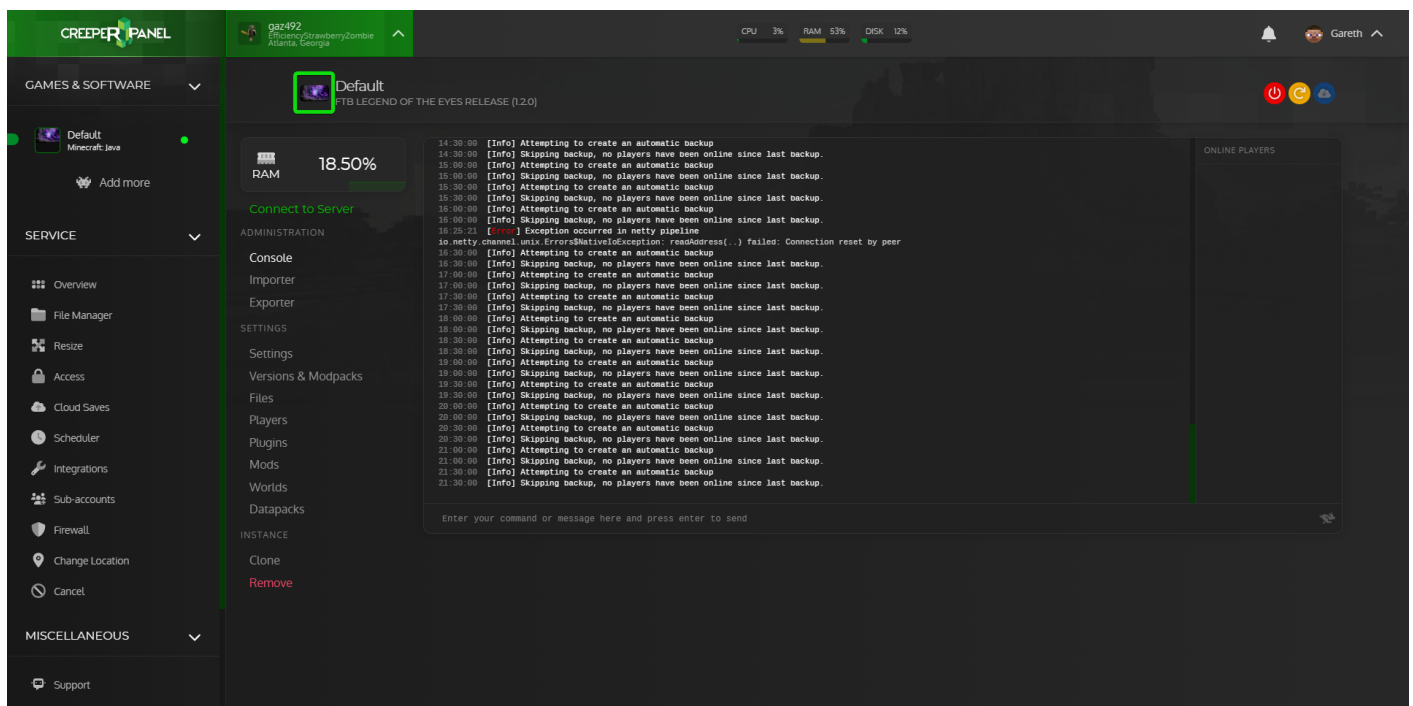 CREEPER PANEL
gaz492
EfficiencyStrawberryZombie
Atlanta, Georgia
CPU 3% RAM 53% DISK 12%
Gareth
GAMES & SOFTWARE
Default
Minecraft: Java
Add more
SERVICE
Overview
File Manager
Resize
Access
Cloud Saves
Scheduler
Integrations
Sub-accounts
Firewall
Change Location
Cancel
MISCELLANEOUS
Support
Default
FTB LEGEND OF THE EYES RELEASE (1.2.0)
RAM
18.50%
Connect to Server
ADMINISTRATION
Console
Importer
Exporter
SETTINGS
Settings
Versions & Modpacks
Files
Players
Plugins
Mods
Worlds
Datapacks
INSTANCE
Clone
Remove
14:30:00 [Info] Attempting to create an automatic backup
14:30:00 [Info] Skipping backup, no players have been online since last backup.
15:00:00 [Info] Attempting to create an automatic backup
15:00:00 [Info] Skipping backup, no players have been online since last backup.
15:30:00 [Info] Attempting to create an automatic backup
15:30:00 [Info] Skipping backup, no players have been online since last backup.
16:00:00 [Info] Attempting to create an automatic backup
16:00:00 [Info] Skipping backup, no players have been online since last backup.
16:25:21 [Error] Exception occurred in netty pipeline
io.netty.channel.unix.Errors$NativeIoException: readAddress(..) failed: Connection reset by peer
16:30:00 [Info] Attempting to create an automatic backup
16:30:00 [Info] Skipping backup, no players have been online since last backup.
17:00:00 [Info] Attempting to create an automatic backup
17:00:00 [Info] Skipping backup, no players have been online since last backup.
17:30:00 [Info] Attempting to create an automatic backup
17:30:00 [Info] Skipping backup, no players have been online since last backup.
18:00:00 [Info] Attempting to create an automatic backup
18:00:00 [Info] Skipping backup, no players have been online since last backup.
18:30:00 [Info] Attempting to create an automatic backup
18:30:00 [Info] Skipping backup, no players have been online since last backup.
19:00:00 [Info] Attempting to create an automatic backup
19:00:00 [Info] Skipping backup, no players have been online since last backup.
19:30:00 [Info] Attempting to create an automatic backup
19:30:00 [Info] Skipping backup, no players have been online since last backup.
20:00:00 [Info] Attempting to create an automatic backup
20:00:00 [Info] Skipping backup, no players have been online since last backup.
20:30:00 [Info] Attempting to create an automatic backup
20:30:00 [Info] Skipping backup, no players have been online since last backup.
21:00:00 [Info] Attempting to create an automatic backup
21:00:00 [Info] Skipping backup, no players have been online since last backup.
21:30:00 [Info] Attempting to create an automatic backup
21:30:00 [Info] Skipping backup, no players have been online since last backup.
Enter your command or message here and press enter to send
ONLINE PLAYERS